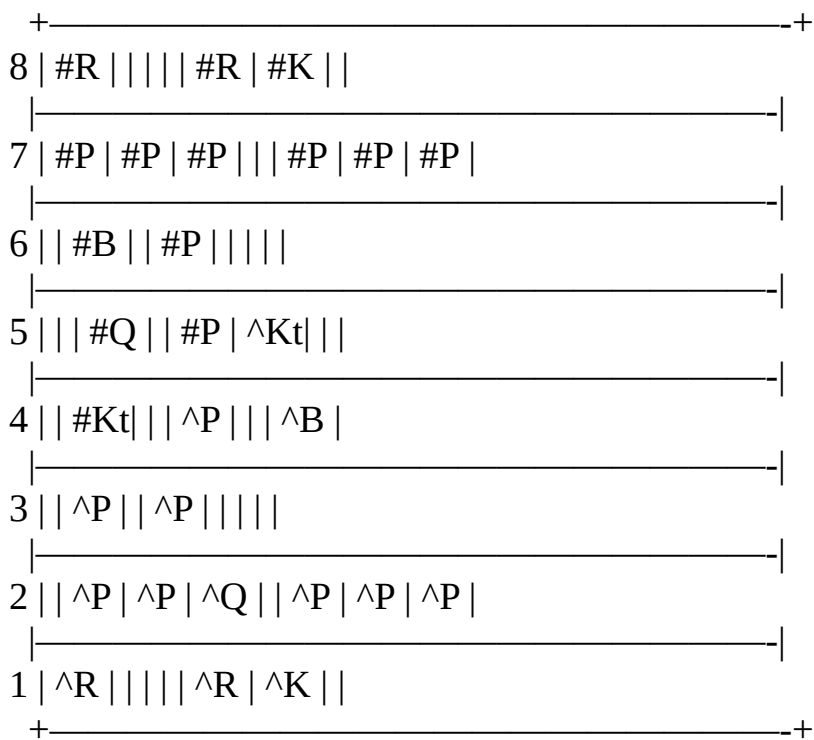 +———————————————————-+
8 | #R | | | | | #R | #K | |
|———————————————————-|
7 | #P | #P | #P | | | #P | #P | #P |
|———————————————————-|
6 | | #B | | #P | | | | |
|———————————————————-|
5 | | | #Q | | #P | ^Kt| | |
|———————————————————-|
4 | | #Kt| | | ^P | | | ^B |
|———————————————————-|
3 | | ^P | | ^P | | | | |
|———————————————————-|
2 | | ^P | ^P | ^Q | | ^P | ^P | ^P |
|———————————————————-|
1 | ^R | | | | | ^R | ^K | |
+———————————————————-+